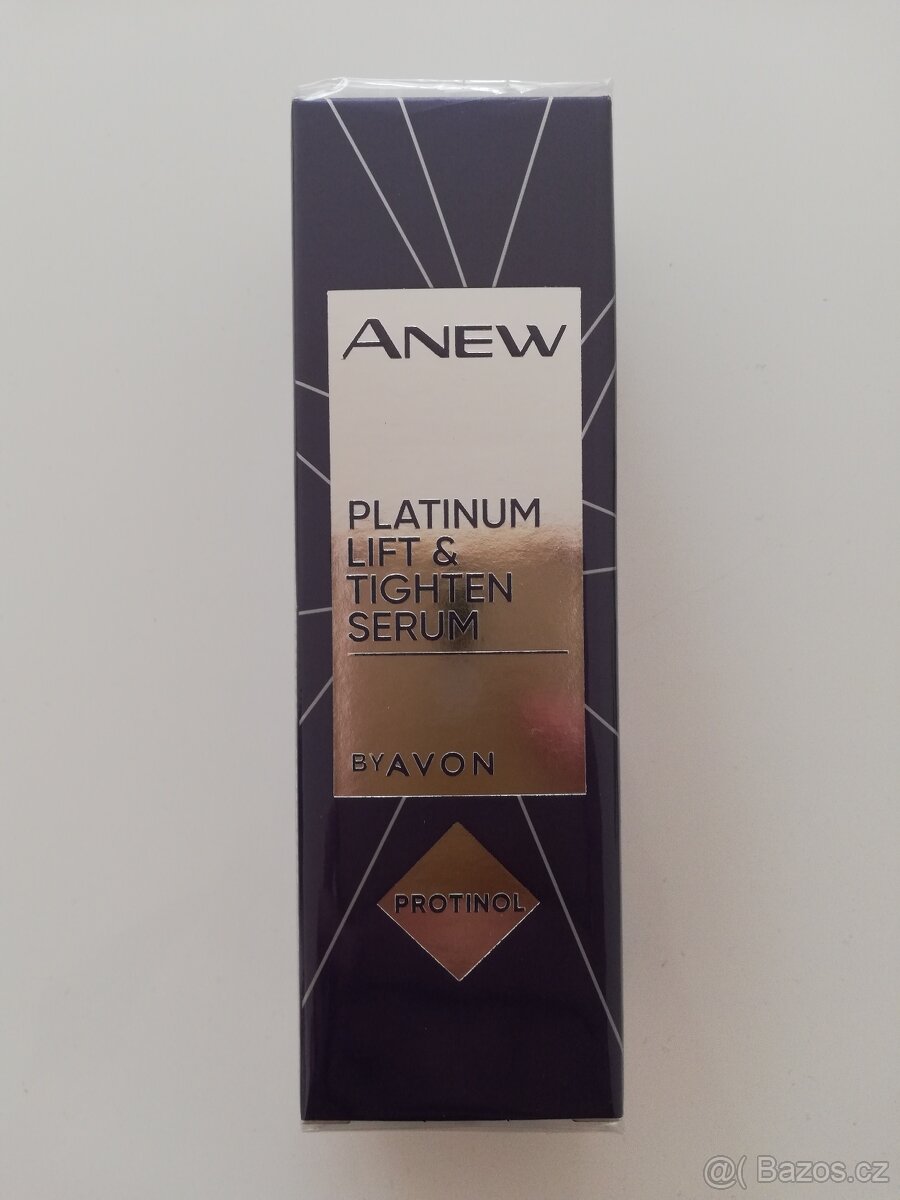 ANEW
PLATINUM
LIFT &
TIGHTEN
SERUM
BY AVON
PROTINOL
@( Bazos.cz